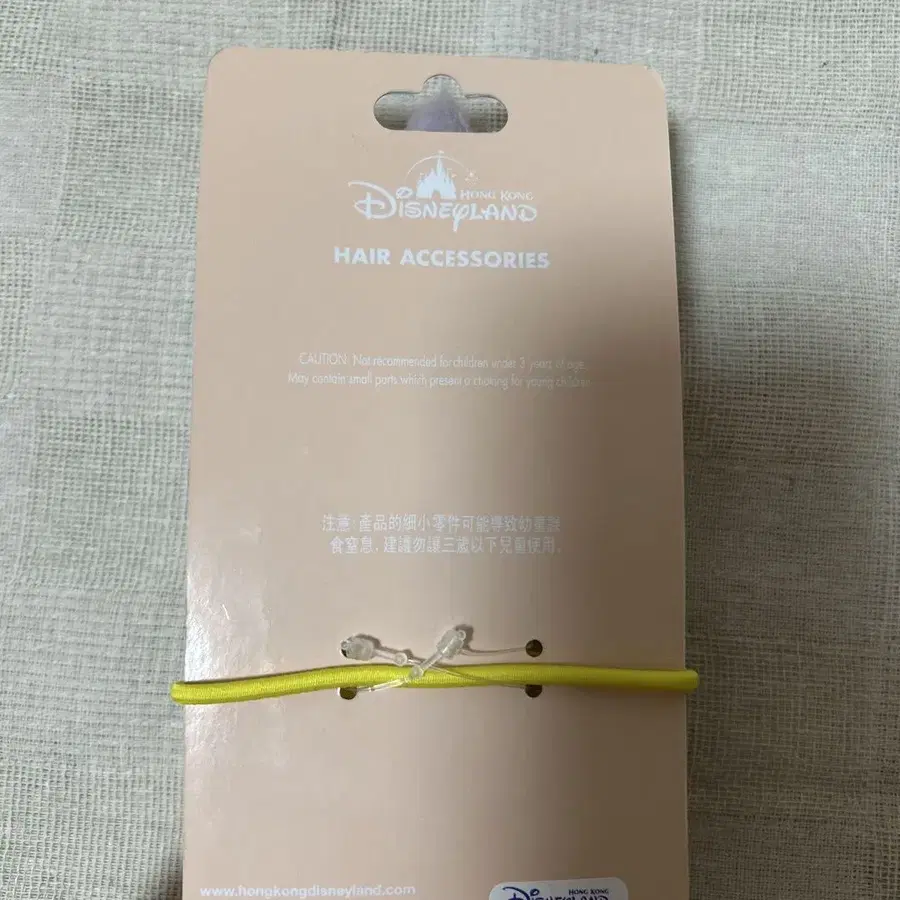 HONG KONG
DISNEYLAND
HAIR ACCESSORIES
CAUTION: Not recommended for children under 3 years of age.
May contain small parts which present a choking for young children.
注意:產品的細小零件可能導致幼童誤
食窒息,建議勿讓三歲以下兒童使用。
www.hongkongdisneyland.com
HONG KONG
DISNEYLAND